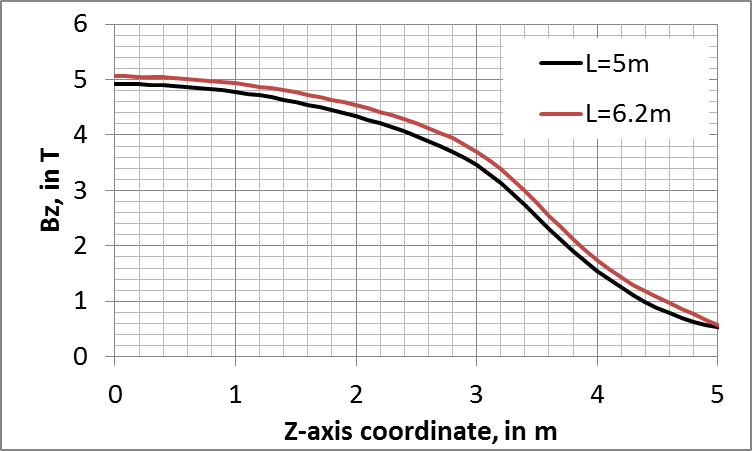 6
5
4
3
2
1
0
Bz, in T
L=5m
L=6.2m
0 1 2 3 4 5
Z-axis coordinate, in m